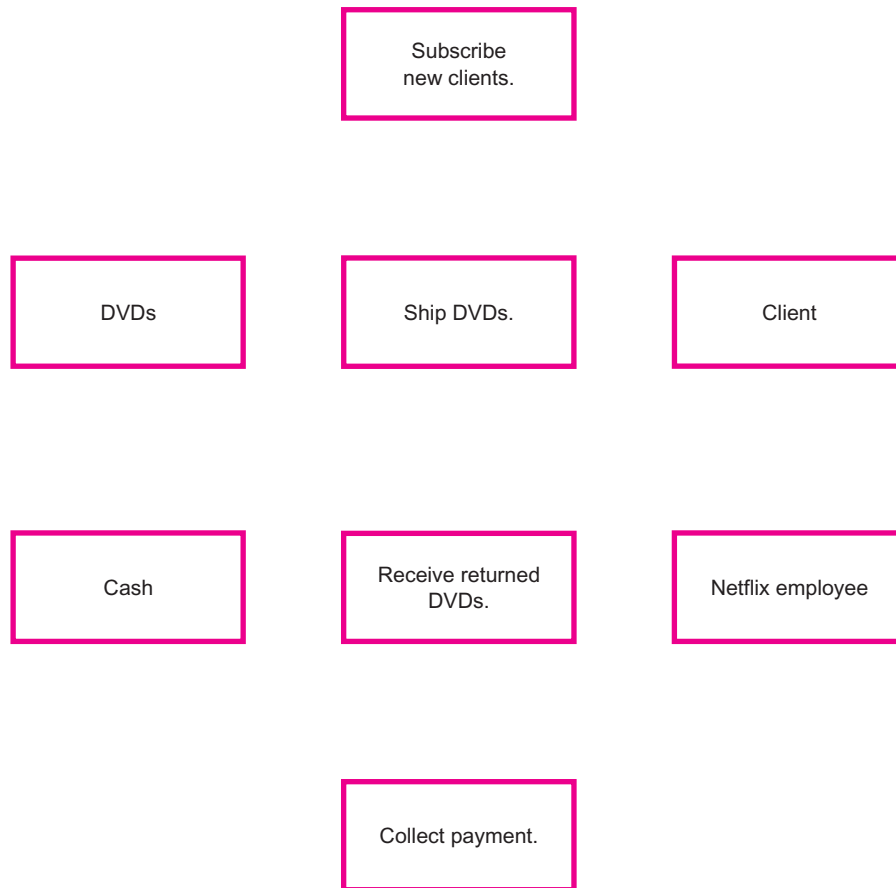 Subscribe
new clients.
DVDs
Ship DVDs.
Client
Cash
Receive returned
DVDs.
Netflix employee
Collect payment.